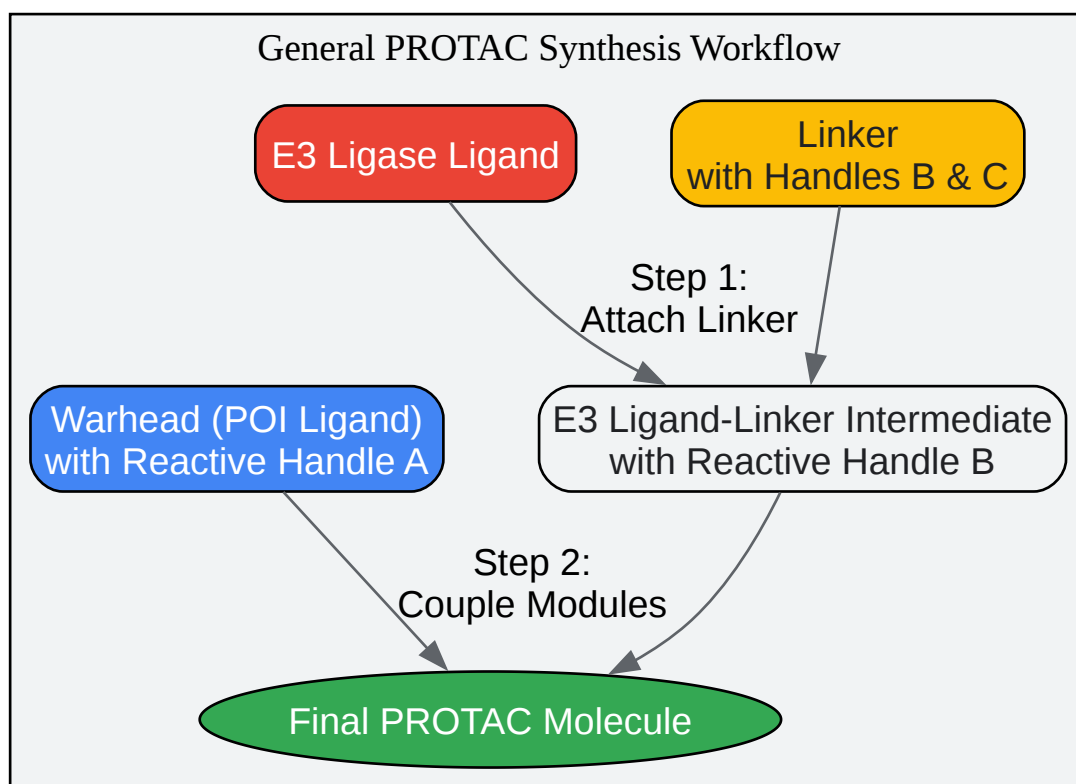 General PROTAC Synthesis Workflow
E3 Ligase Ligand
Linker
with Handles B & C
Step 1:
Attach Linker
Warhead (POI Ligand)
with Reactive Handle A
E3 Ligand-Linker Intermediate
with Reactive Handle B
Step 2:
Couple Modules
Final PROTAC Molecule